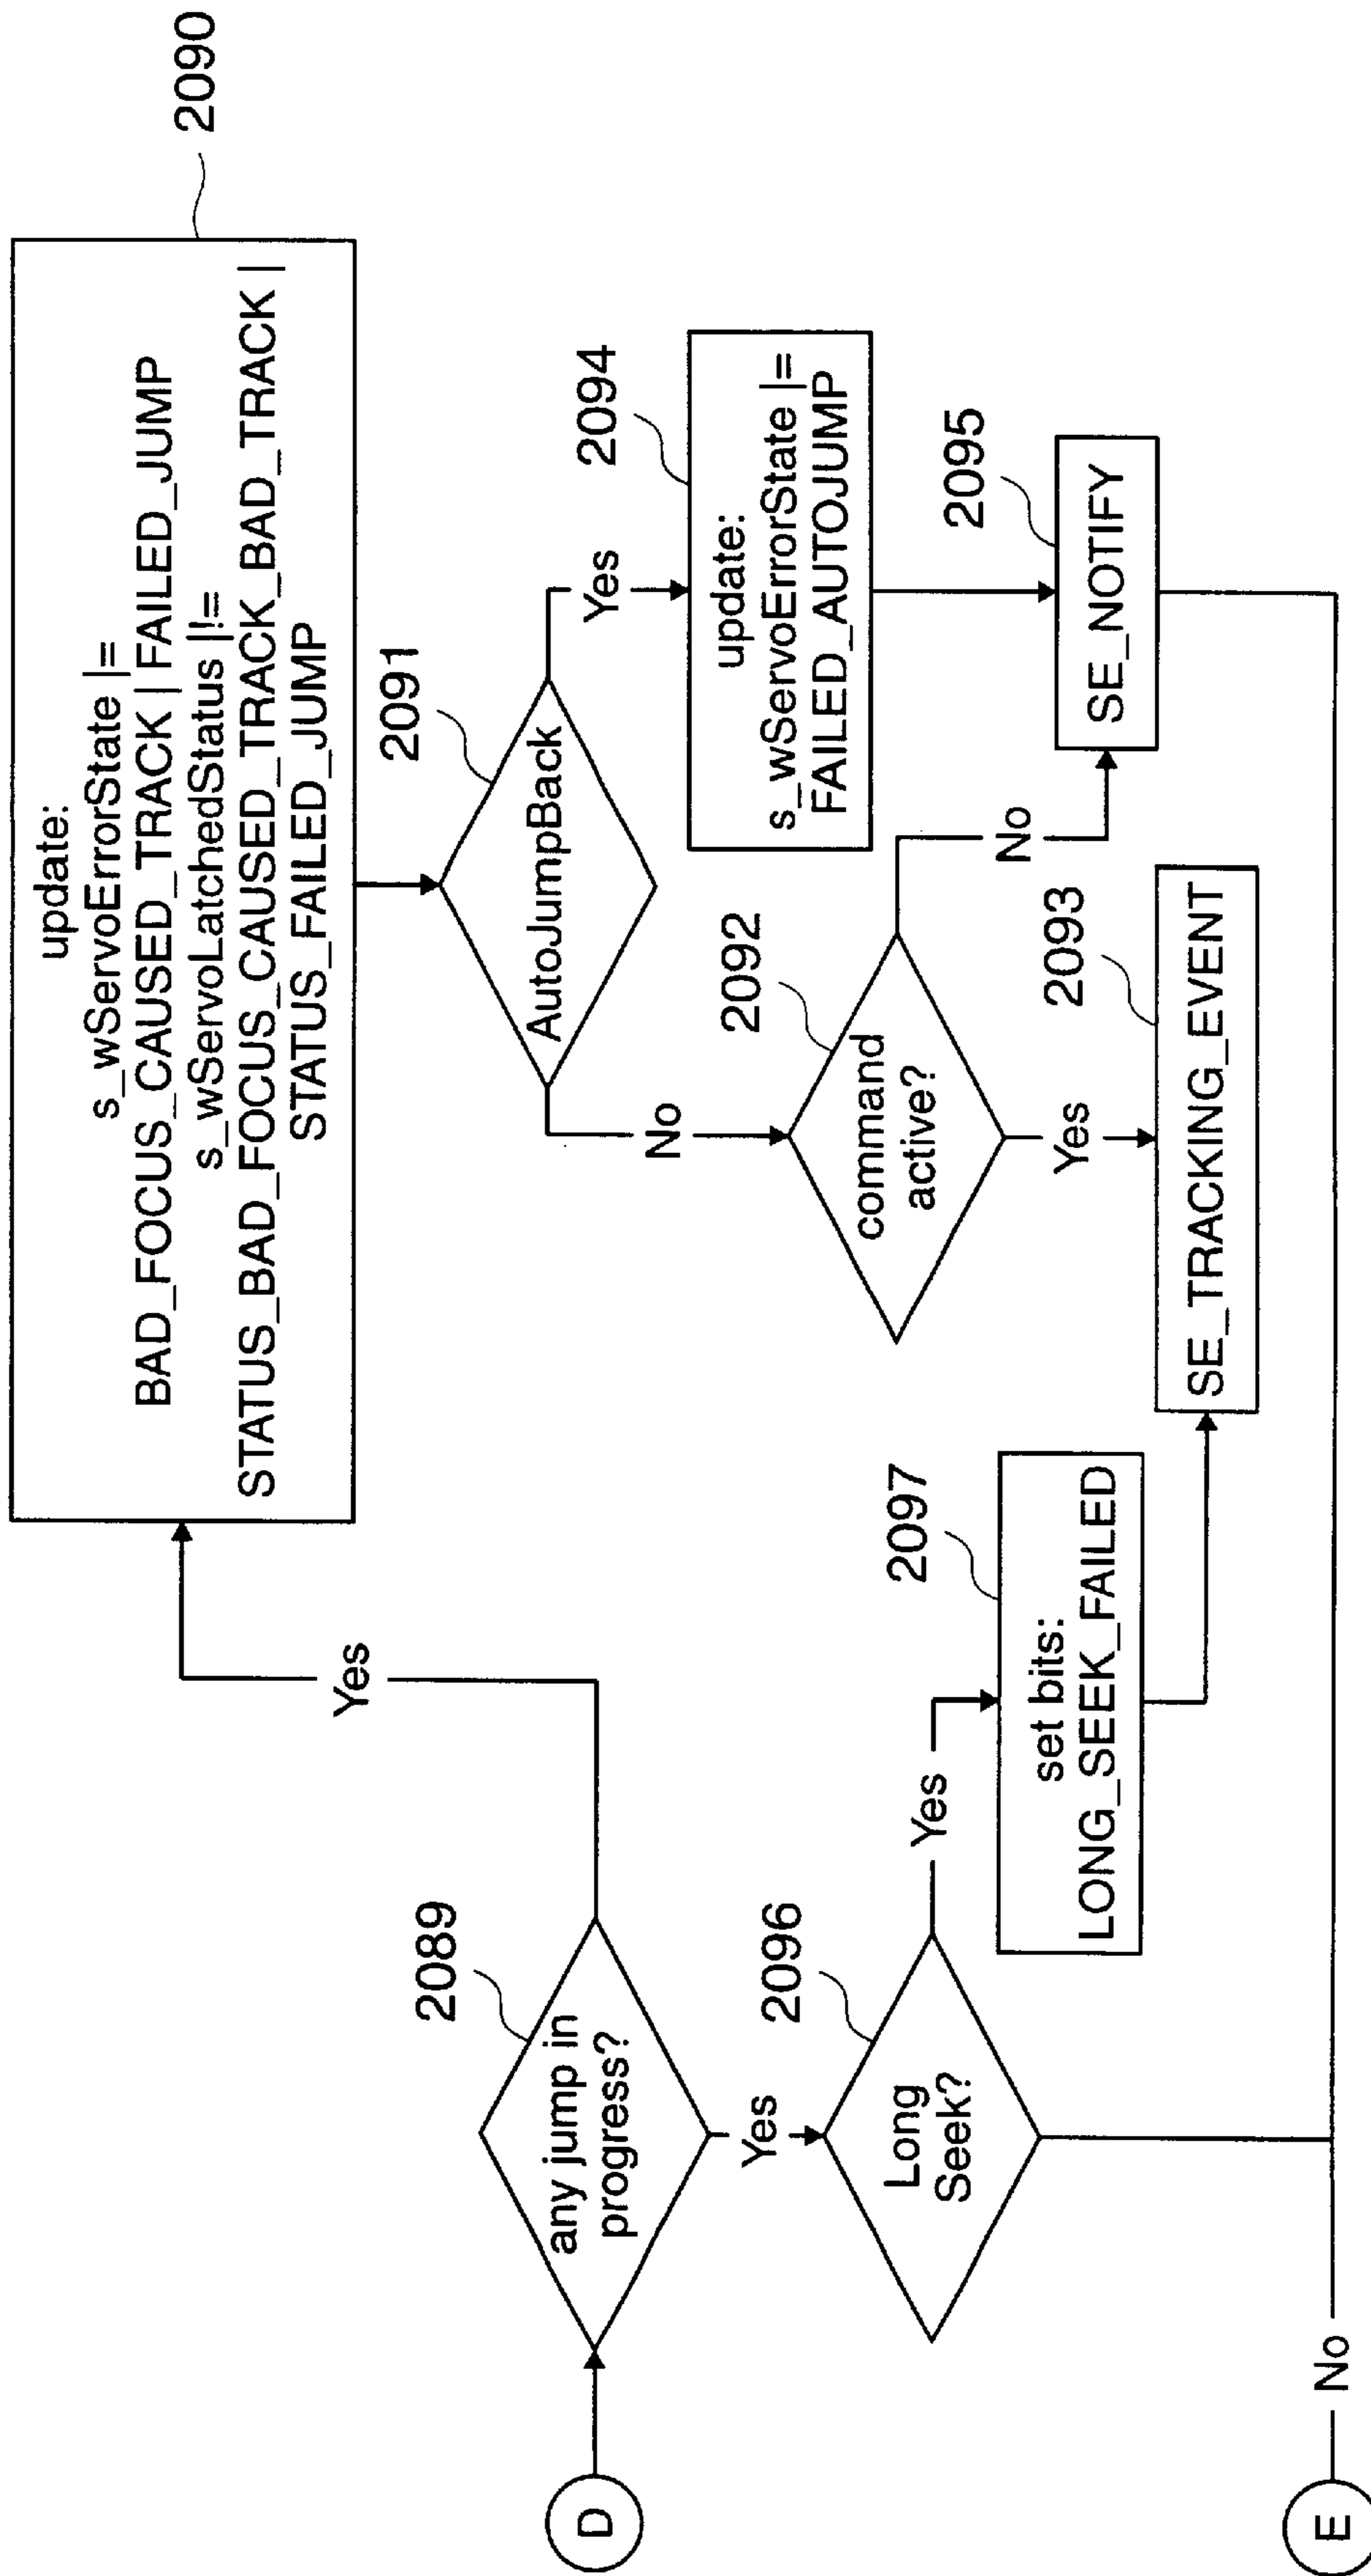 update:
s_wServoErrorState |=
BAD_FOCUS_CAUSED_TRACK | FAILED_JUMP
s_wServoLatchedStatus |!=
STATUS_BAD_FOCUS_CAUSED_TRACK_BAD_TRACK |
STATUS_FAILED_JUMP
2090
Yes
D
any jump in
progress?
2089
Yes
AutoJumpBack
2091
Yes
No
update:
s_wServoErrorState |=
FAILED_AUTOJUMP
2094
command
active?
2092
No
Yes
SE_NOTIFY
2095
Long
Seek?
2096
Yes
set bits:
LONG_SEEK_FAILED
2097
SE_TRACKING_EVENT
2093
E
No